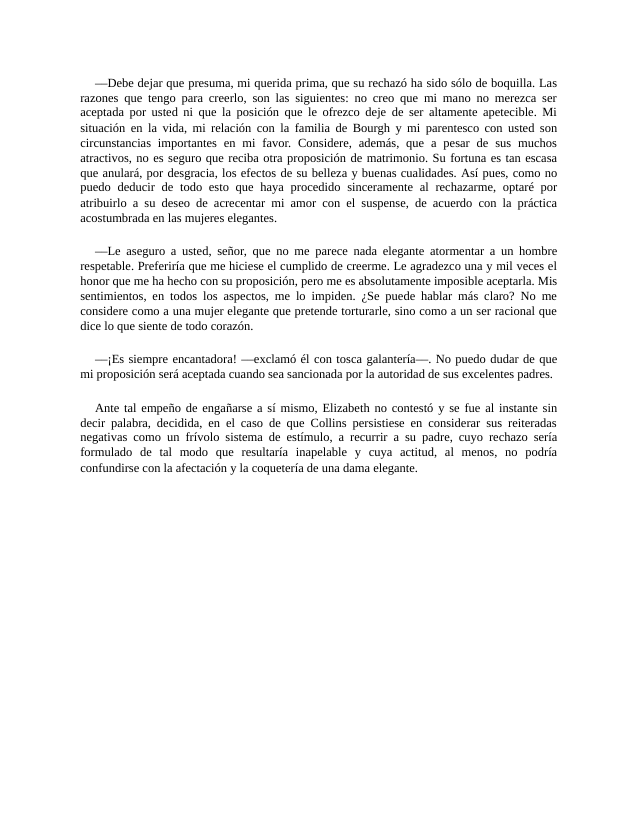 —Debe dejar que presuma, mi querida prima, que su rechazó ha sido sólo de boquilla. Las
razones que tengo para creerlo, son las siguientes: no creo que mi mano no merezca ser
aceptada por usted ni que la posición que le ofrezco deje de ser altamente apetecible. Mi
situación en la vida, mi relación con la familia de Bourgh y mi parentesco con usted son
circunstancias importantes en mi favor. Considere, además, que a pesar de sus muchos
atractivos, no es seguro que reciba otra proposición de matrimonio. Su fortuna es tan escasa
que anulará, por desgracia, los efectos de su belleza y buenas cualidades. Así pues, como no
puedo deducir de todo esto que haya procedido sinceramente al rechazarme, optaré por
atribuirlo a su deseo de acrecentar mi amor con el suspense, de acuerdo con la práctica
acostumbrada en las mujeres elegantes.
—Le aseguro a usted, señor, que no me parece nada elegante atormentar a un hombre
respetable. Preferiría que me hiciese el cumplido de creerme. Le agradezco una y mil veces el
honor que me ha hecho con su proposición, pero me es absolutamente imposible aceptarla. Mis
sentimientos, en todos los aspectos, me lo impiden. ¿Se puede hablar más claro? No me
considere como a una mujer elegante que pretende torturarle, sino como a un ser racional que
dice lo que siente de todo corazón.
—¡Es siempre encantadora! —exclamó él con tosca galantería—. No puedo dudar de que
mi proposición será aceptada cuando sea sancionada por la autoridad de sus excelentes padres.
Ante tal empeño de engañarse a sí mismo, Elizabeth no contestó y se fue al instante sin
decir palabra, decidida, en el caso de que Collins persistiese en considerar sus reiteradas
negativas como un frívolo sistema de estímulo, a recurrir a su padre, cuyo rechazo sería
formulado de tal modo que resultaría inapelable y cuya actitud, al menos, no podría
confundirse con la afectación y la coquetería de una dama elegante.